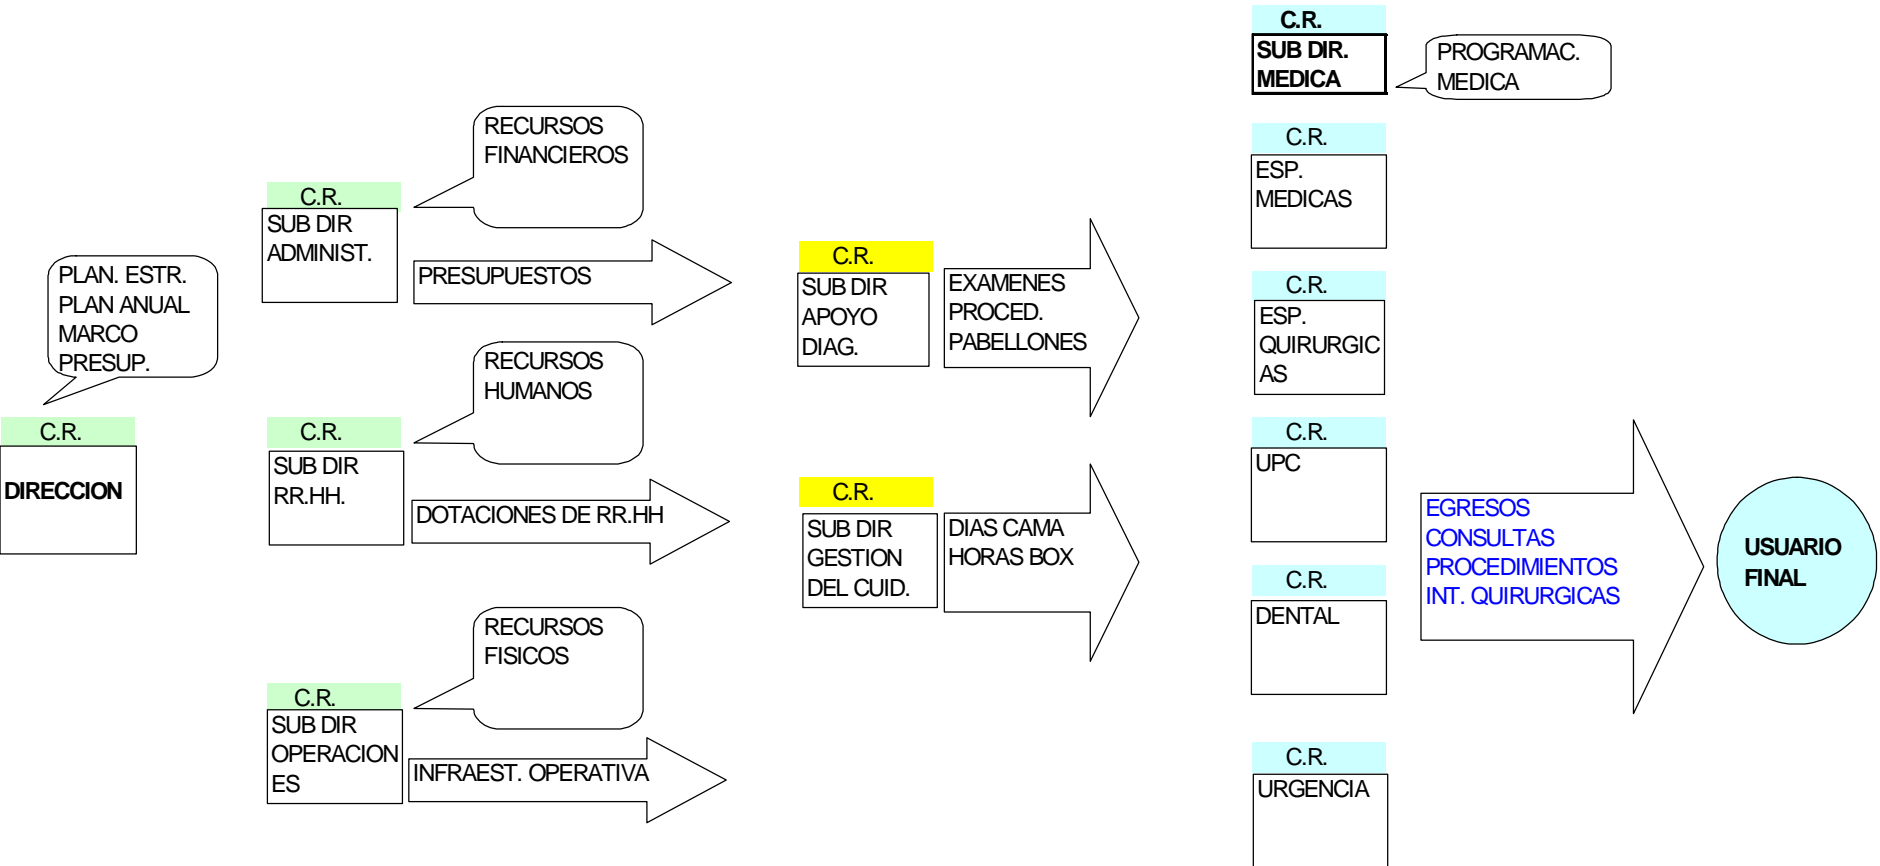 PLAN. ESTR.
PLAN ANUAL
MARCO
PRESUP.
C.R.
DIRECCION
C.R.
SUB DIR
ADMINIST.
RECURSOS
FINANCIEROS
PRESUPUESTOS
C.R.
SUB DIR
RR.HH.
RECURSOS
HUMANOS
DOTACIONES DE RR.HH
C.R.
SUB DIR
OPERACION
ES
RECURSOS
FISICOS
INFRAEST. OPERATIVA
C.R.
SUB DIR
APOYO
DIAG.
EXAMENES
PROCED.
PABELLONES
C.R.
SUB DIR
GESTION
DEL CUID.
DIAS CAMA
HORAS BOX
C.R.
SUB DIR.
MEDICA
PROGRAMAC.
MEDICA
C.R.
ESP.
MEDICAS
C.R.
ESP.
QUIRURGIC
AS
C.R.
UPC
C.R.
DENTAL
C.R.
URGENCIA
EGRESOS
CONSULTAS
PROCEDIMIENTOS
INT. QUIRURGICAS
USUARIO
FINAL